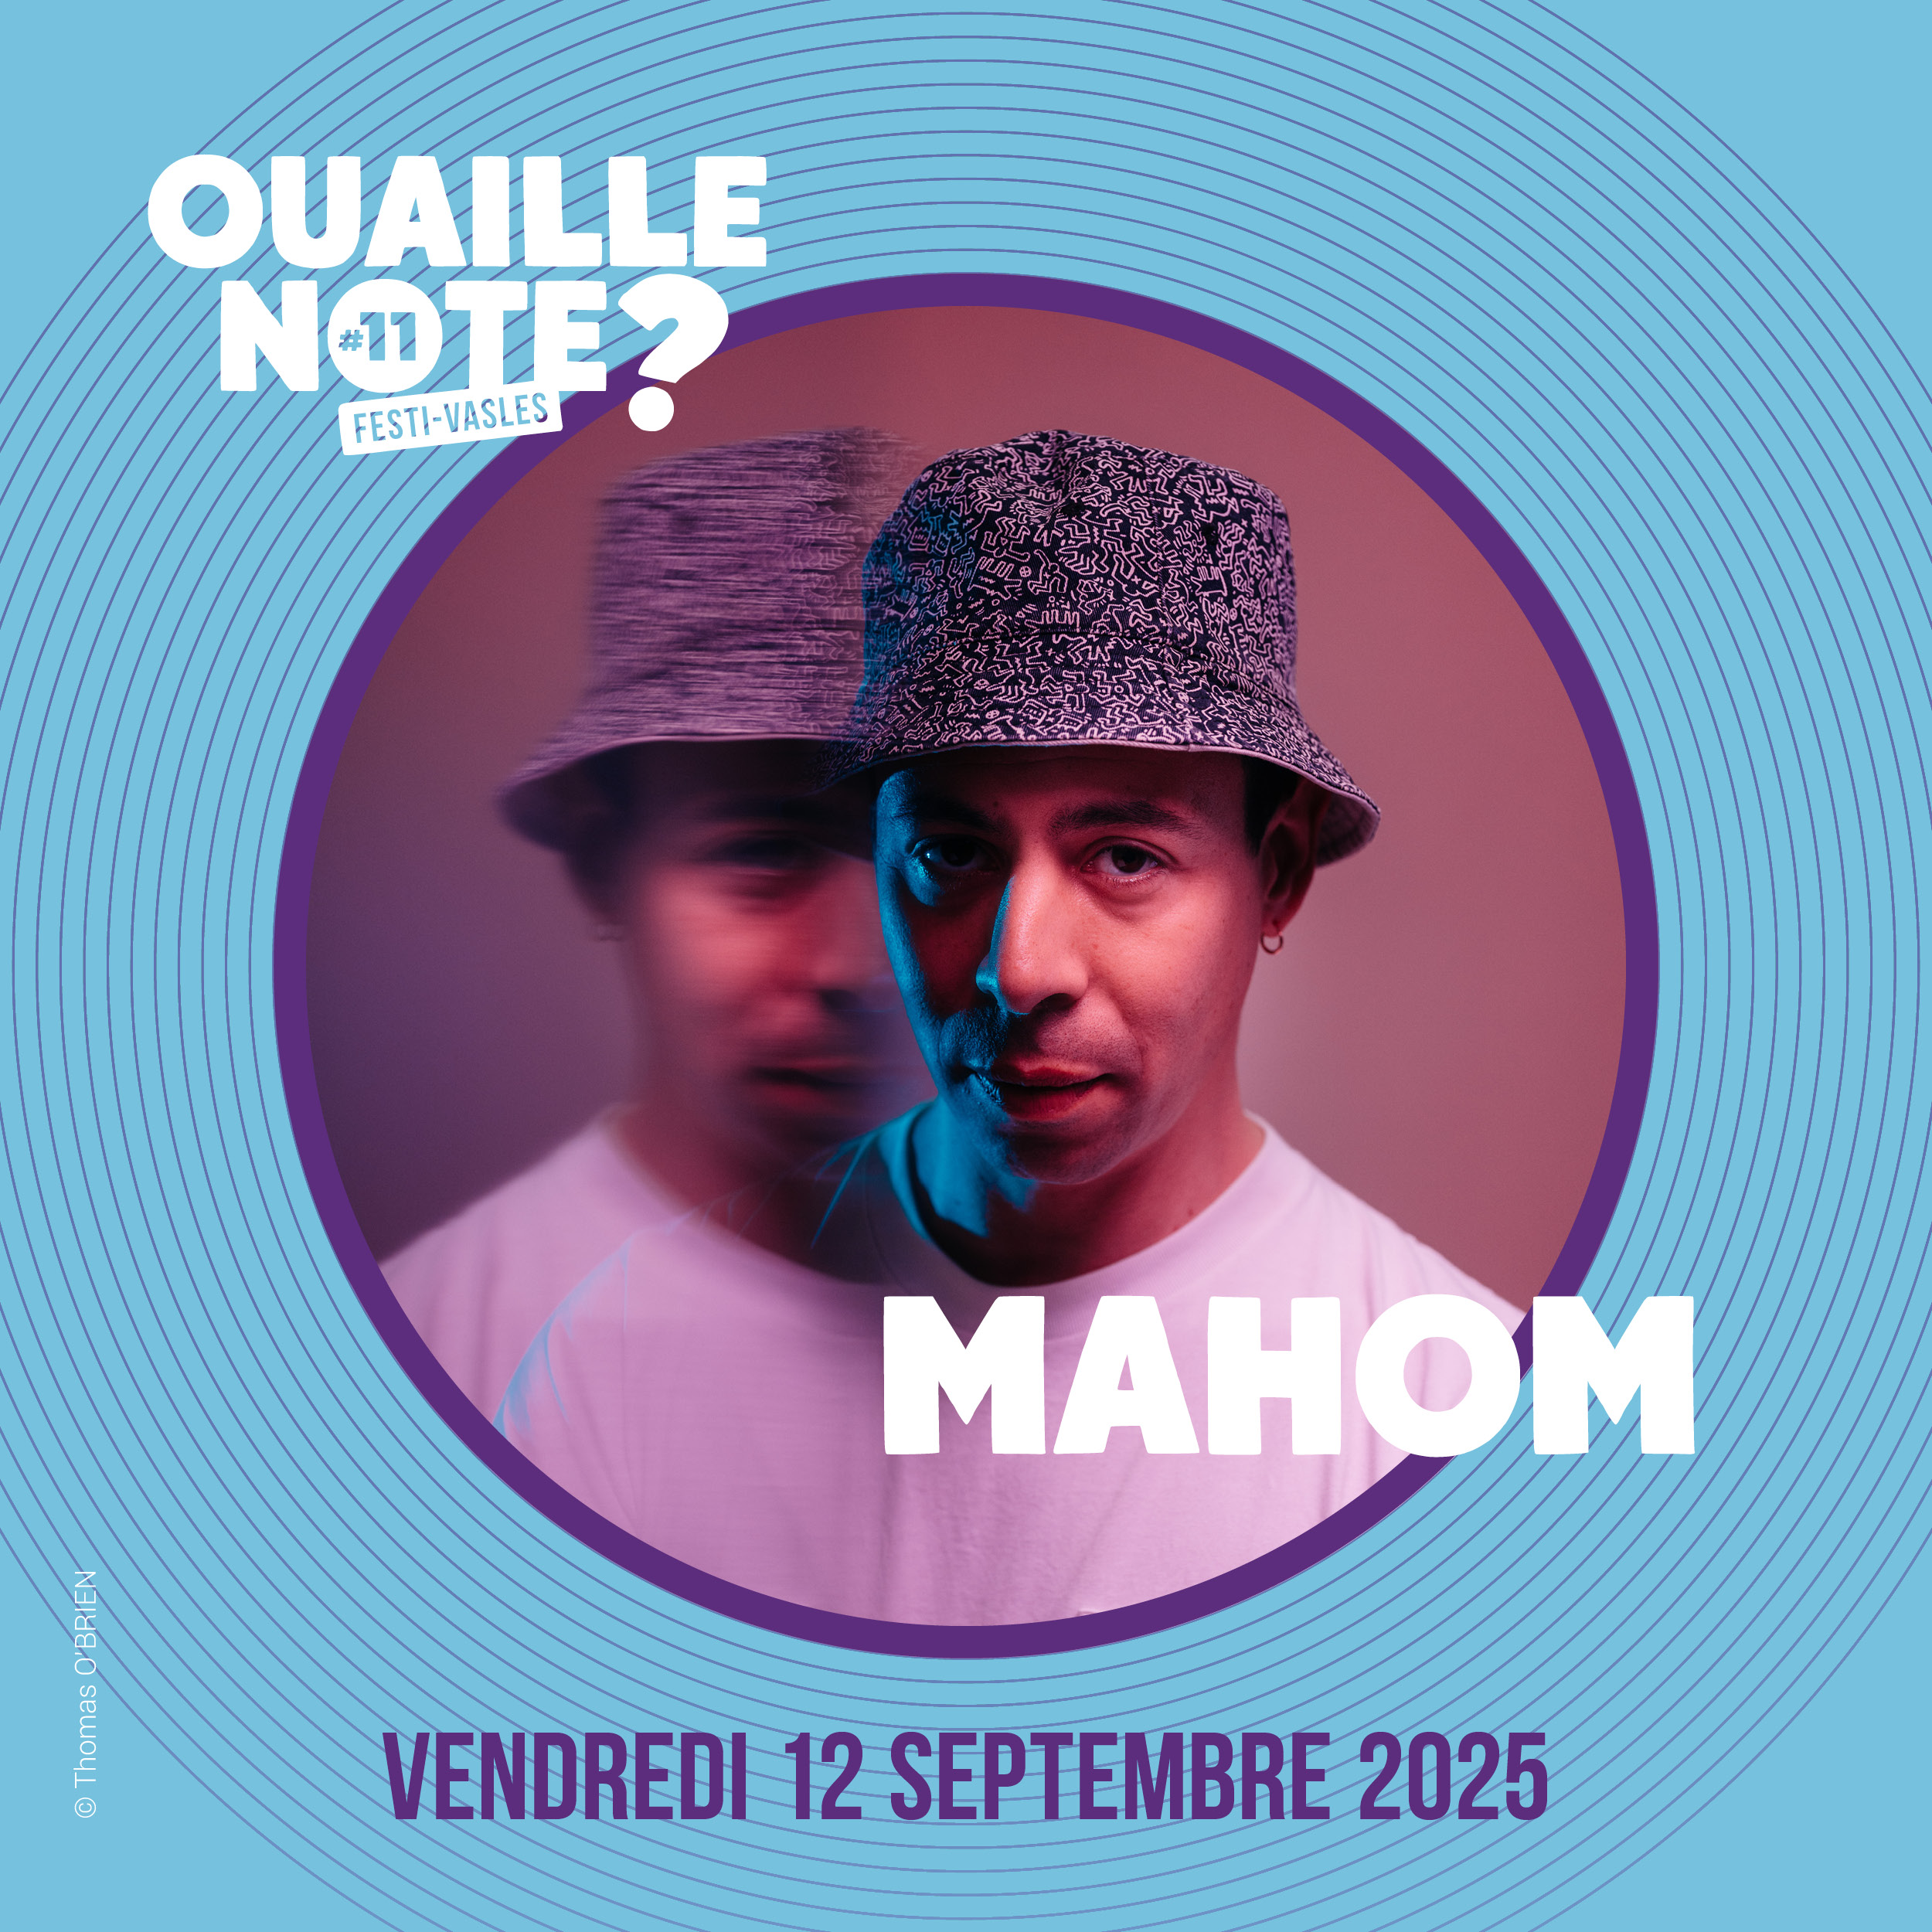 OUAILLE
NOTE?
#11
FESTI-VASLES
MAHOM
© Thomas O'BRIEN
VENDREDI 12 SEPTEMBRE 2025